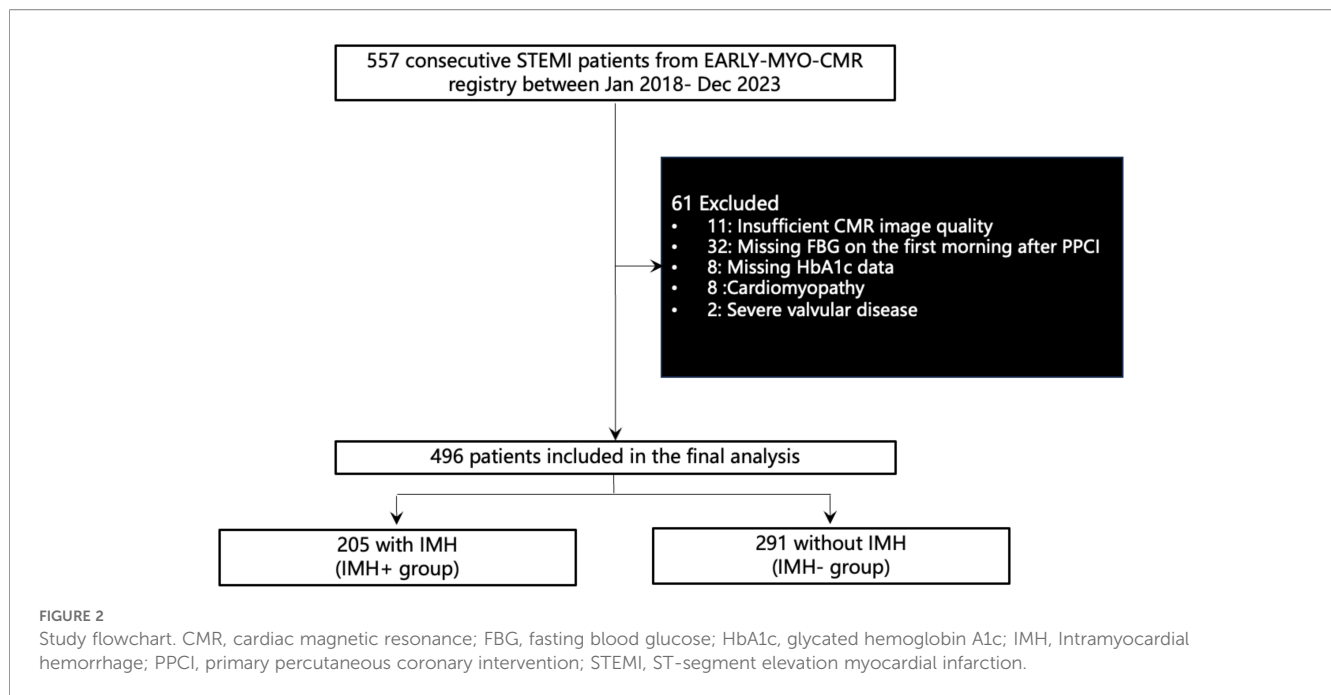 557 consecutive STEMI patients from EARLY-MYO-CMR
registry between Jan 2018- Dec 2023
61 Excluded
• 11: Insufficient CMR image quality
• 32: Missing FBG on the first morning after PPCI
• 8: Missing HbA1c data
• 8 :Cardiomyopathy
• 2: Severe valvular disease
496 patients included in the final analysis
205 with IMH
(IMH+ group)
291 without IMH
(IMH- group)
FIGURE 2
Study flowchart. CMR, cardiac magnetic resonance; FBG, fasting blood glucose; HbA1c, glycated hemoglobin A1c; IMH, Intramyocardial
hemorrhage; PPCI, primary percutaneous coronary intervention; STEMI, ST-segment elevation myocardial infarction.